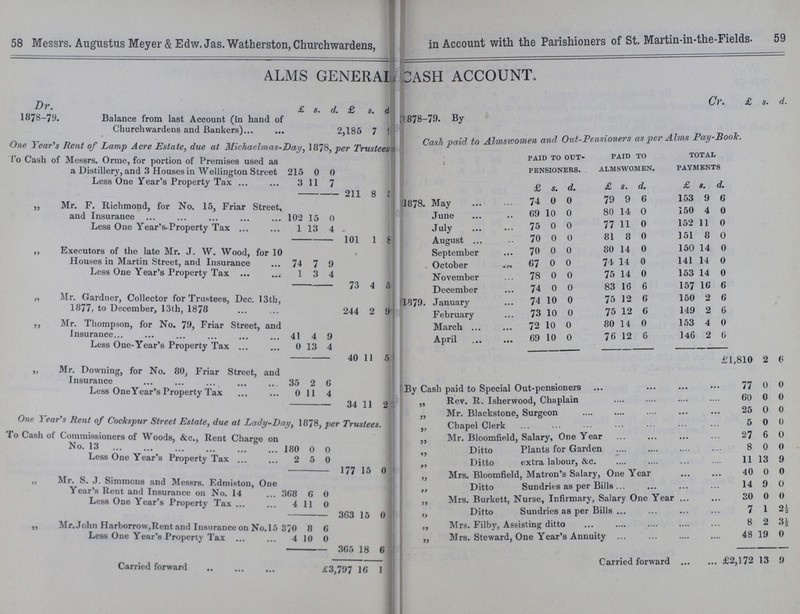 58 Messrs. Augustus Meyer & Edw. Jas. Watherston, Churchwardens,
ALMS GENERAL
Dr. £ s. d. £ s. d
1878-79. Balance from last Account (in hand of
Churchwardens and Bankers)... ... 2,185 7
One Year's Rent of Lamp Acre Estate, due at Michaelmas-Day, 1878, per Trustees
To Cash of Messrs. Orme, for portion of Premises used as
a Distillery, and 3 Houses in Wellington Street 215 0 0
Less One Year's Property Tax ... ... 3 11 7
211 8
„ Mr. F. Richmond, for No. 15, Friar Street,
and Insurance ... ... ... ... ... 102 15 0
Less One Year's-Property Tax ... ... 1 13 4
101 1 8
„ Executors of the late Mr. J. W. Wood, for 10
Houses in Martin Street, and Insurance ... 74 7 9
Less One Year's Property Tax ... ... 1 3 4
73 4 5
„ Mr. Gardner, Collector for Trustees, Dec. 13th,
1877, to December, 13th, 1878 ... ... 244 2 9
„ Mr. Thompson, for No. 79, Friar Street, and
Insurance... ... ... ... ... ... 41 4 9
Less One-Year's Property Tax ... ... 0 13 4
40 11 5
„ Mr. Downing, for No. 80, Friar Street, and
Insurance ... ... ... ... ... 35 2 6
Less One Year's Property Tax ... ... 0 11 4
34 11 2
One Year's Rent of Cockspur Street Estate, due at Lady-Day, 1878, per Trustees.
To Cash of Commissioners of Woods, &c., Rent Charge on
No. 13 ... ... ... ... ... ... 180 0 0
Less One Year's Property Tax ... ... 2 5 0
177 15 0
„ Mr. S. J. Simmons and Messrs. Edmiston, One
Year's Rent and Insurance on No. 14 ... 368 6 0
Less One Year's Property Tax ... ... 4 11 0
363 15 0
„ Mr. John Harborrow, Rent and Insurance on No. 15 370 8 6
Less One Year's Property Tax ... ... 4 10 0
365 18 6
Carried forward .. ... ... £3,797 16 1
in Account with the Parishioners of St. Martin-in-the-Fields. 59
CASH ACCOUNT.
Cr. £ s. d.
1878-79. By
Cash paid to Almswomen and Out-Pensioners as per Alms Pay-Book.
PAID TO OUT- PAID TO TOTAL
PENSIONERS. ALMSWOMEN. PAYMENTS
£ s. d. £ s. d. £ s. d.
1878. May ... ... 74 0 0 79 9 6 153 9 6
June ... .. 69 10 0 80 14 0 150 4 0
July ... ... 75 0 0 77 11 0 152 11 0
August ... .. 70 0 0 81 8 0 151 8 0
September ... 70 0 0 80 14 0 150 14 0
October ... 67 0 0 74 14 0 141 14 0
November ... 78 0 0 75 14 0 153 14 0
December ... 74 0 0 83 16 6 157 16 6
1879. January ... 74 10 0 75 12 6 150 2 6
February ... 73 10 0 75 12 6 149 2 6
March ... ... 72 10 0 80 14 0 153 4 0
April ... ... 69 10 0 76 12 6 146 2 6
£1,810 2 6
By Cash paid to Special Out-pensioners ... ... ... ... 77 0 0
„ Rev. R. Isherwood, Chaplain .... .... .... .... 60 0 0
„ Mr. Blackstone, Surgeon .... .... .... ... ... 25 0 0
„ Chapel Clerk ... ... ... ... .... .... .... 5 0 0
„ Mr. Bloomfield, Salary, One Year ... ... ... ... 27 6 0
„ Ditto Plants for Garden .... .... .... .... 8 0 0
„ Ditto extra labour, &c. .... .... .... .... 11 13 9
„ Mrs. Bloomfield, Matron's Salary, One Year ... ... 40 0 0
„ Ditto Sundries as per Bills ... ... ... ... 14 9 0
„ Mrs. Burkett, Nurse, Infirmary, Salary One Year ... ... 30 0 0
„ Ditto Sundries as per Bills ... ... ... ... 7 1 2½
„ Mrs. Filby, Assisting ditto ... .... .... .... .... 8 2 3½
„ Mrs. Steward, One Year's Annuity ... ... .... .... 48 19 0
Carried forward ... ... £2,172 13 9